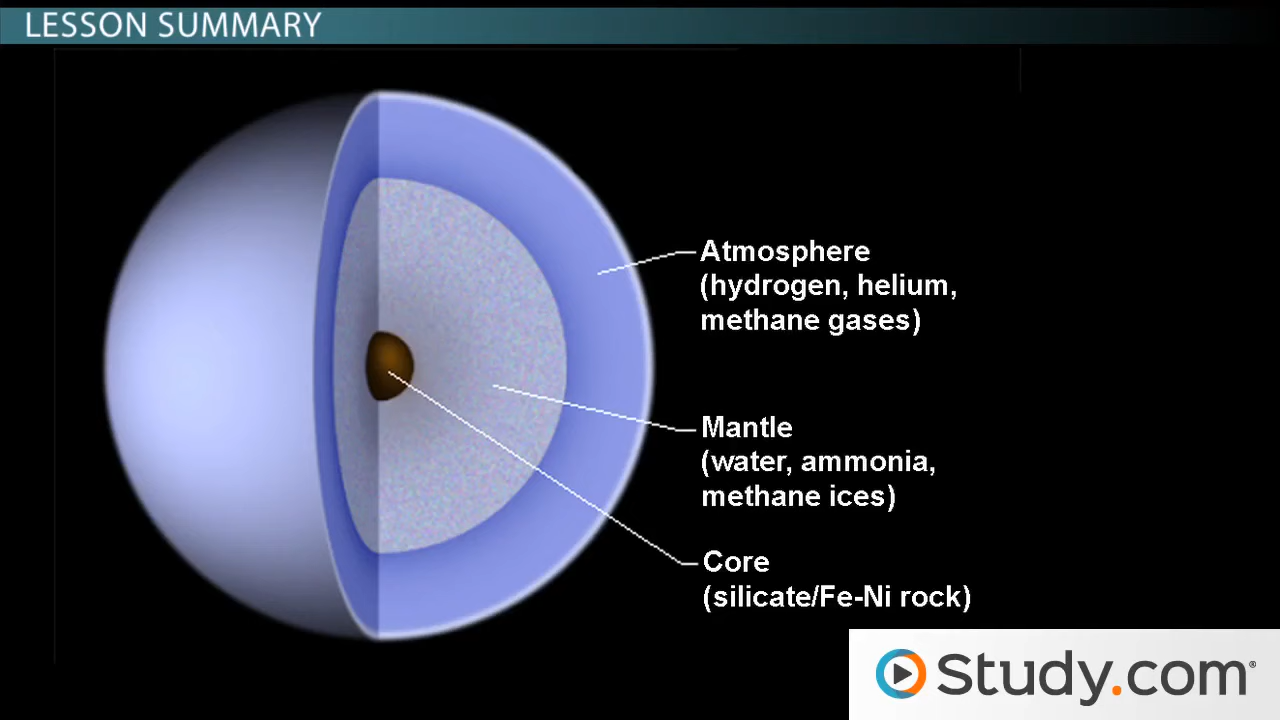 LESSON SUMMARY
Atmosphere
(hydrogen, helium,
methane gases)
Mantle
(water, ammonia,
methane ices)
Core
(silicate/Fe-Ni rock)
Study.com®